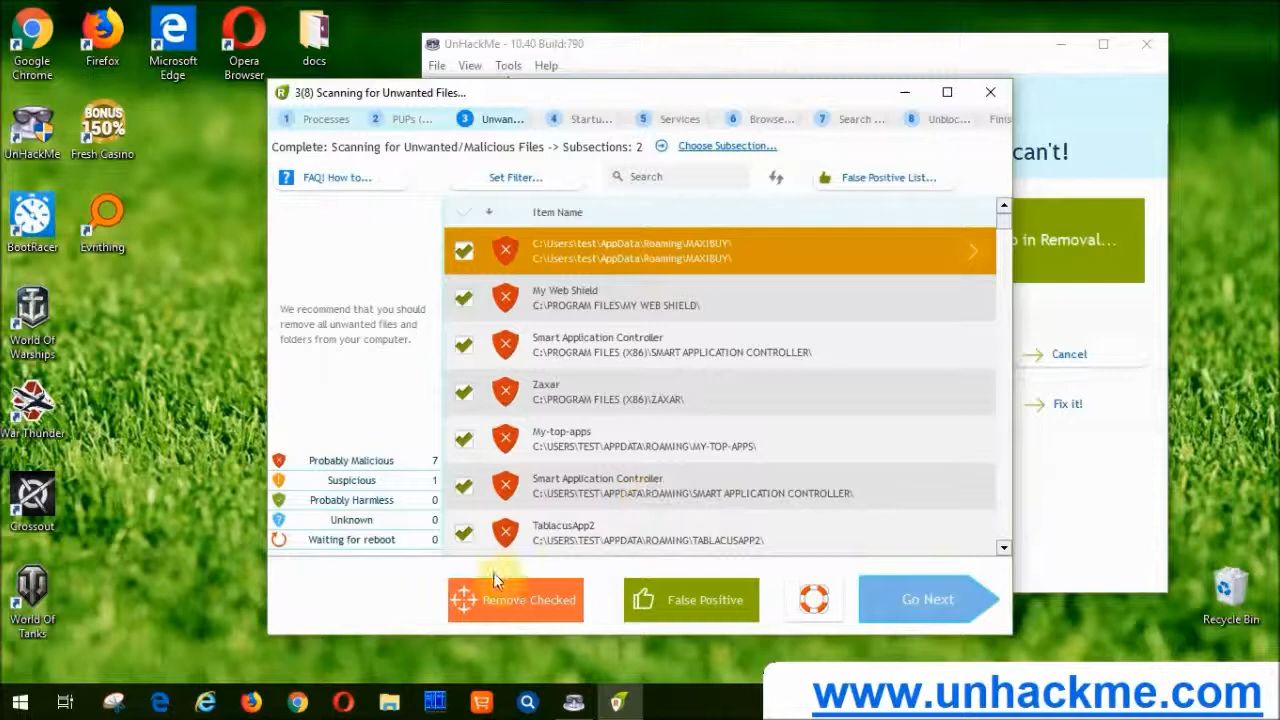 Google
Chrome
Firefox
Microsoft
Edge
Opera
Browser
docs
UnHackMe
BONUS
150%
Fresh Casino
BootRacer
Evrithing
World Of
Warships
War Thunder
Crossout
World Of
Tanks
Recycle Bin
UnHackMe - 10.40 Build:790
File View Tools Help
can't!
p in Removal...
Cancel
Fix it!
3(8) Scanning for Unwanted Files...
1 Processes 2 PUPs (... 3 Unwan... 4 Startu... 5 Services 6 Browse... 7 Search ... 8 Unbloc... Finis
Complete: Scanning for Unwanted/Malicious Files -> Subsections: 2 Choose Subsection...
FAQ! How to... Set Filter... Search False Positive List...
Item Name
C:\Users\test\AppData\Roaming\MAXIBUY\
C:\Users\test\AppData\Roaming\MAXIBUY\
My Web Shield
C:\PROGRAM FILES\MY WEB SHIELD\
Smart Application Controller
C:\PROGRAM FILES (X86)\SMART APPLICATION CONTROLLER\
Zaxar
C:\PROGRAM FILES (X86)\ZAXAR\
My-top-apps
C:\USERS\TEST\APPDATA\ROAMING\MY-TOP-APPS\
Smart Application Controller
C:\USERS\TEST\APPDATA\ROAMING\SMART APPLICATION CONTROLLER\
TablacusApp2
C:\USERS\TEST\APPDATA\ROAMING\TABLACUSAPP2\
We recommend that you should
remove all unwanted files and
folders from your computer.
Probably Malicious 7
Suspicious 1
Probably Harmless 0
Unknown 0
Waiting for reboot 0
Remove Checked False Positive Go Next
www.unhackme.com